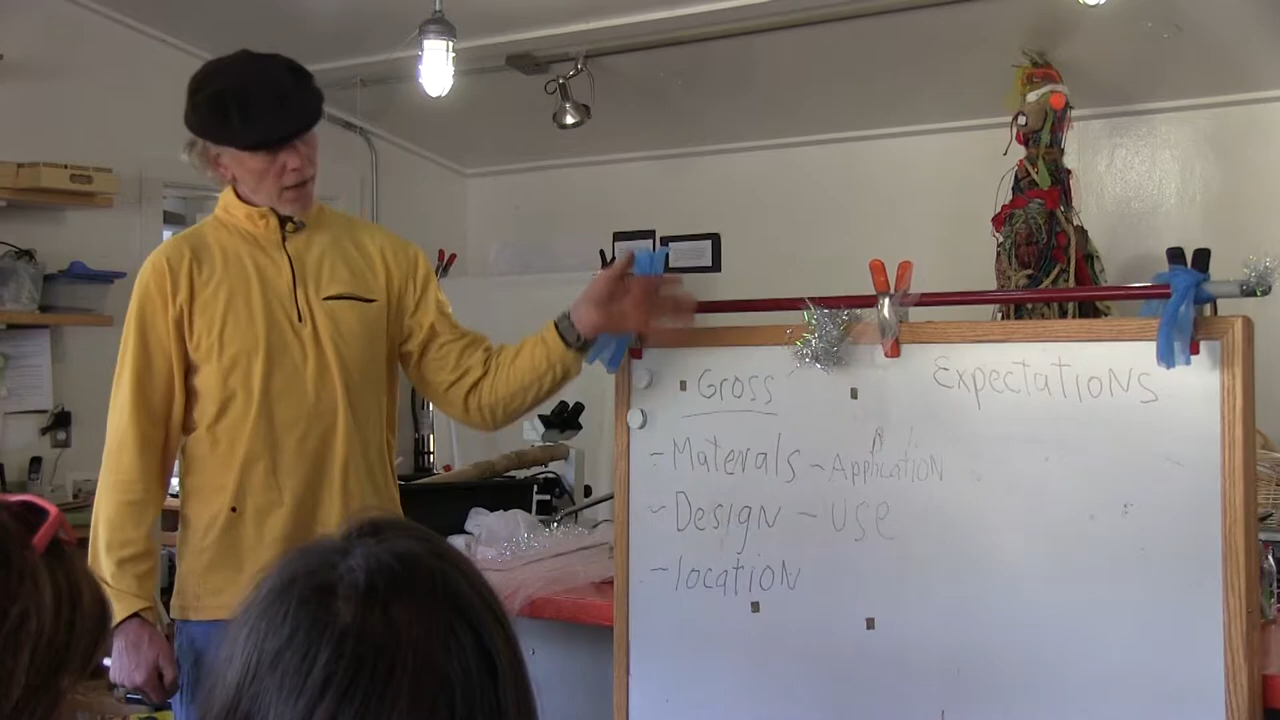 Gross
Expectations
- Materals - Application
- Design - Use
- location